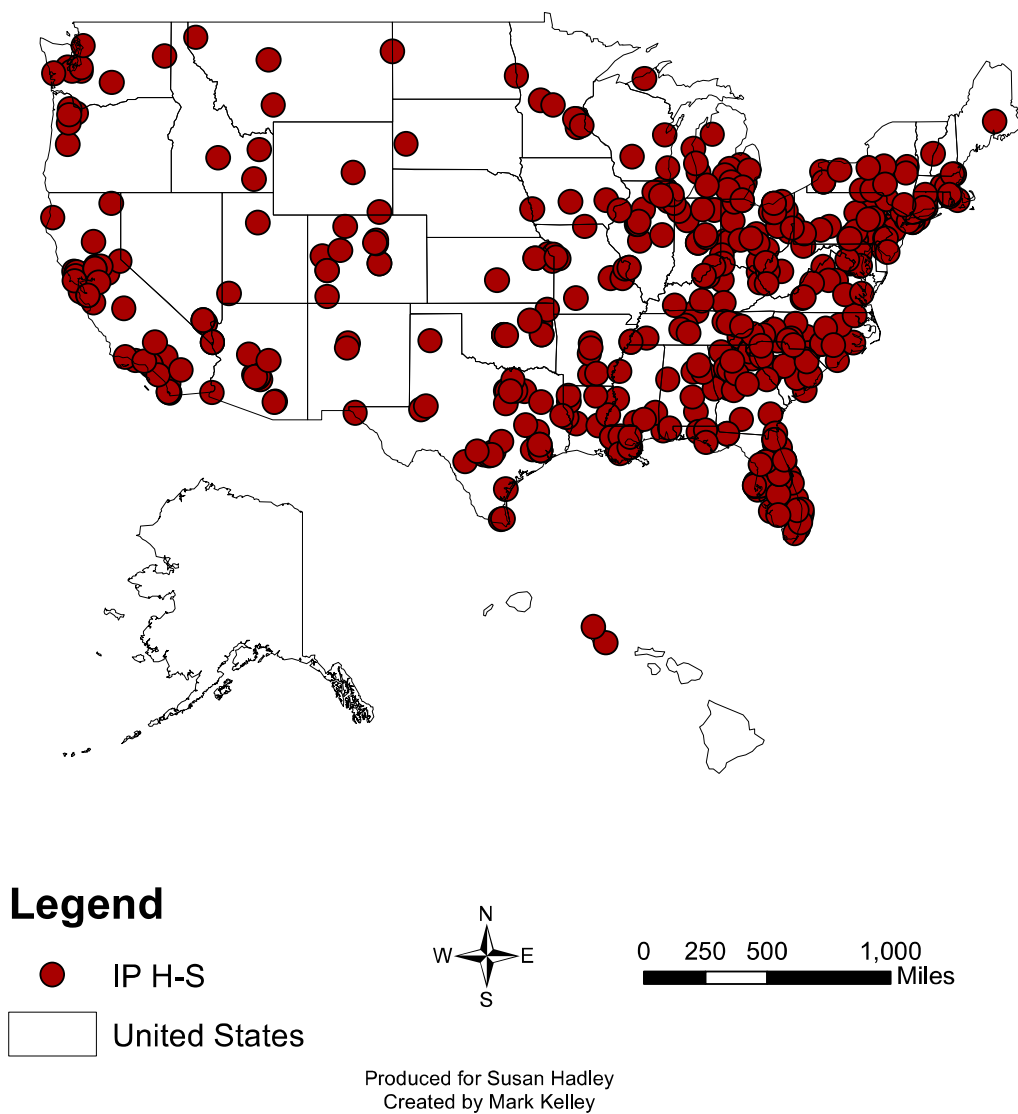 Legend
IP H-S
United States
N
W E
S
0 250 500 1,000
Miles
Produced for Susan Hadley
Created by Mark Kelley